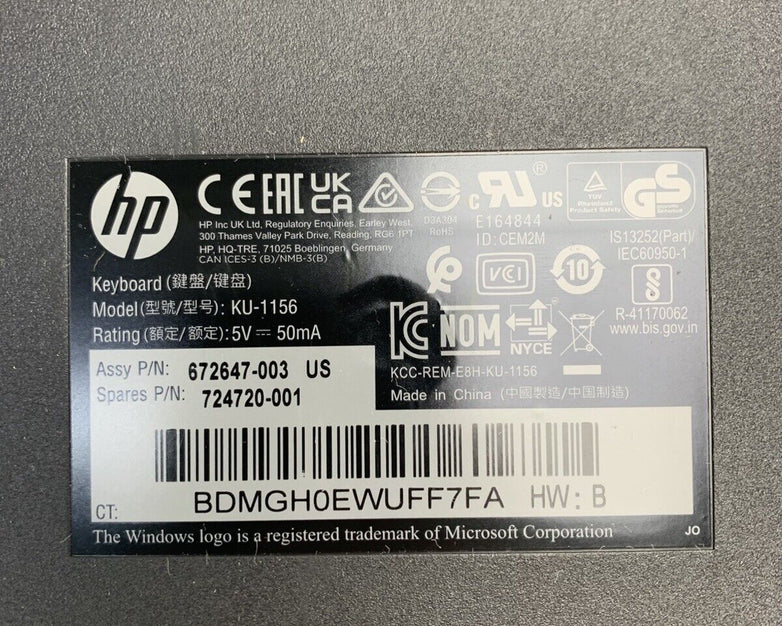 hp
CE EAC UK CA
c RU US ®
TÜV Rheinland Product Safety
GS
D3A304
RoHS
E164844
ID: CEM2M
HP Inc UK Ltd, Regulatory Enquiries, Earley West,
300 Thames Valley Park Drive, Reading, RG6 1PT
HP, HQ-TRE, 71025 Boeblingen, Germany
CAN ICES-3 (B)/NMB-3(B)
IS13252(Part)/
IEC60950-1
VCI
10
R-41170062
www.bis.gov.in
Keyboard (鍵盤/键盘)
Model(型號/型号): KU-1156
Rating (額定/额定): 5V 50mA
KC NOM NYCE
KCC-REM-E8H-KU-1156
Made in China (中國製造/中国制造)
Assy P/N: 672647-003 US
Spares P/N: 724720-001
CT: BDMGH0EWUFF7FA HW: B
The Windows logo is a registered trademark of Microsoft Corporation JO